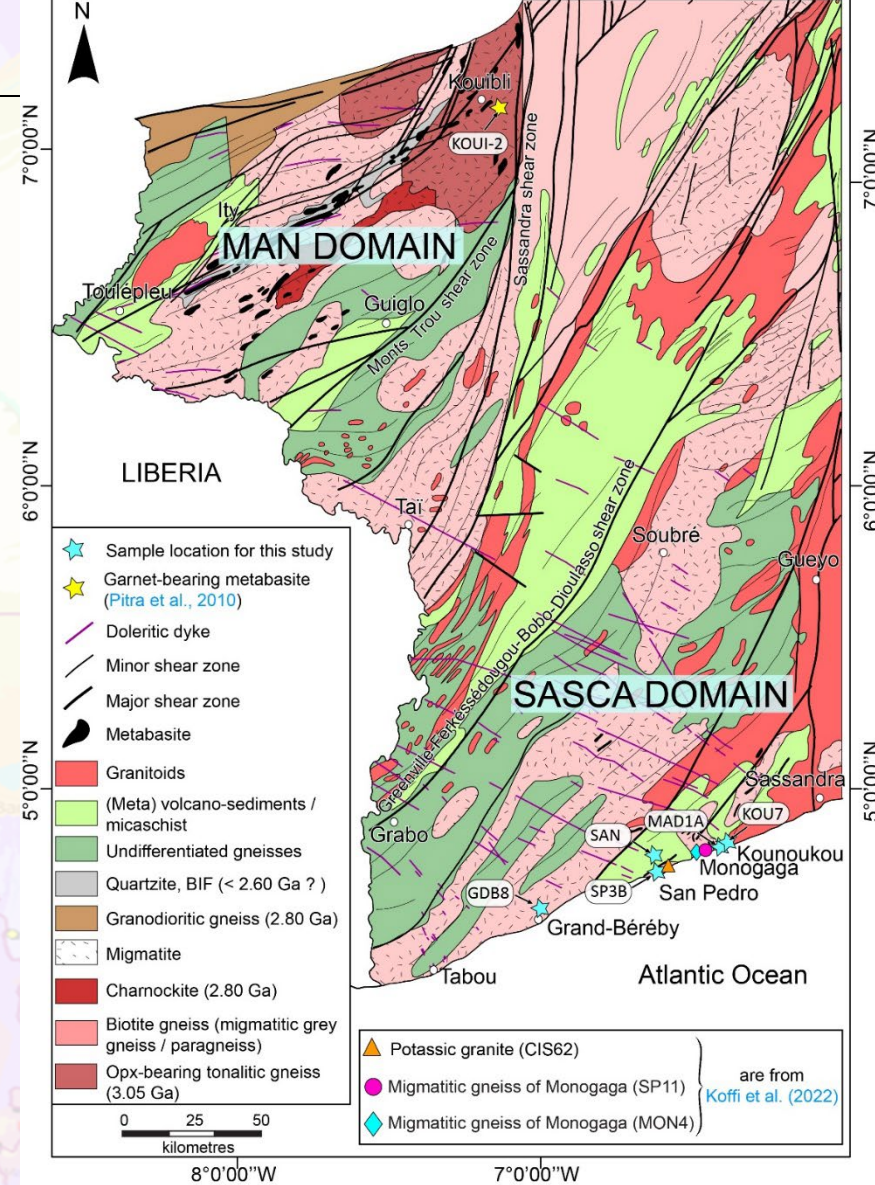 N
Kouibli
KOUI-2
7°0'00''N
7°0'00''N
Sassandra shear zone
Ity
MAN DOMAIN
Toulépleu
Guiglo
Monts Trou shear zone
LIBERIA
6°0'00''N
6°0'00''N
Taï
Soubré
Gueyo
Greenville-Ferkessédougou-Bobo-Dioulasso shear zone
SASCA DOMAIN
5°0'00''N
5°0'00''N
Sassandra
Grabo
MAD1A
KOU7
SAN
Kounoukou
Monogaga
SP3B
San Pedro
GDB8
Grand-Béréby
Tabou
Atlantic Ocean
Sample location for this study
Garnet-bearing metabasite
(Pitra et al., 2010)
Doleritic dyke
Minor shear zone
Major shear zone
Metabasite
Granitoids
(Meta) volcano-sediments /
micaschist
Undifferentiated gneisses
Quartzite, BIF (< 2.60 Ga ? )
Granodioritic gneiss (2.80 Ga)
Migmatite
Charnockite (2.80 Ga)
Biotite gneiss (migmatitic grey
gneiss / paragneiss)
Opx-bearing tonalitic gneiss
(3.05 Ga)
0 25 50
kilometres
Potassic granite (CIS62)
Migmatitic gneiss of Monogaga (SP11)
Migmatitic gneiss of Monogaga (MON4)
are from
Koffi et al. (2022)
8°0'00''W
7°0'00''W